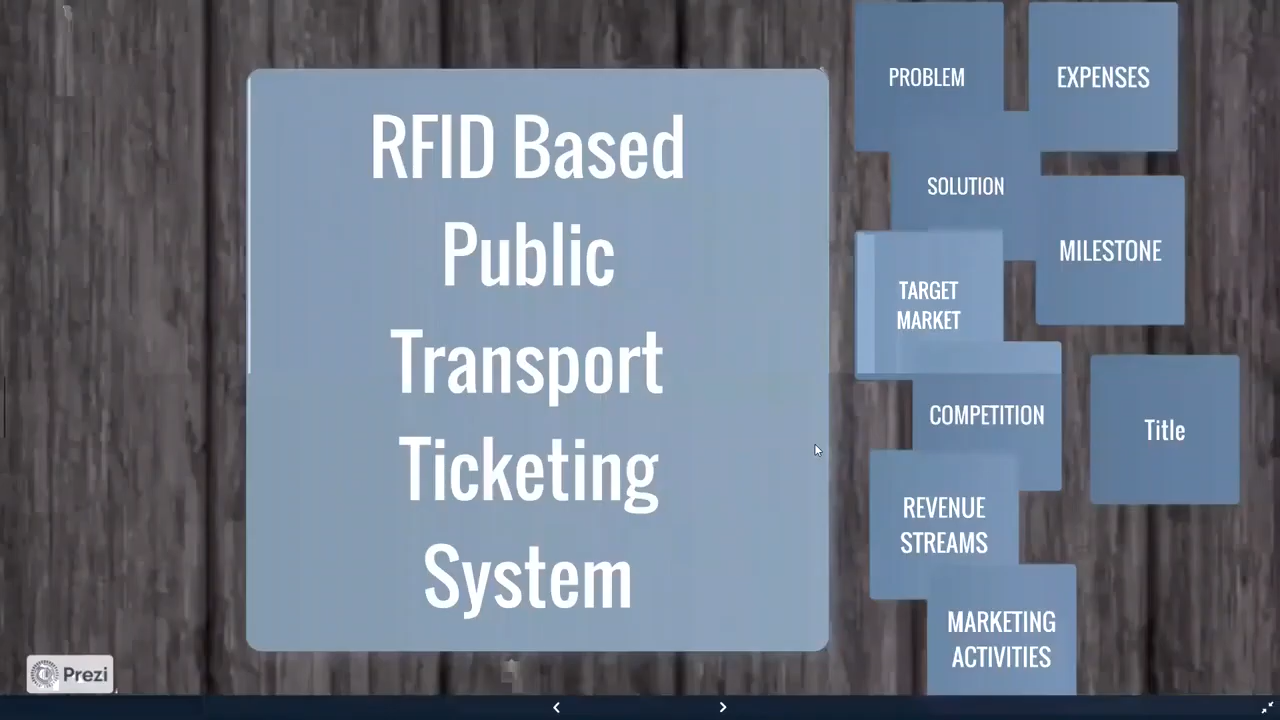 RFID Based
Public
Transport
Ticketing
System
PROBLEM
EXPENSES
SOLUTION
MILESTONE
TARGET
MARKET
COMPETITION
Title
REVENUE
STREAMS
MARKETING
ACTIVITIES
Prezi